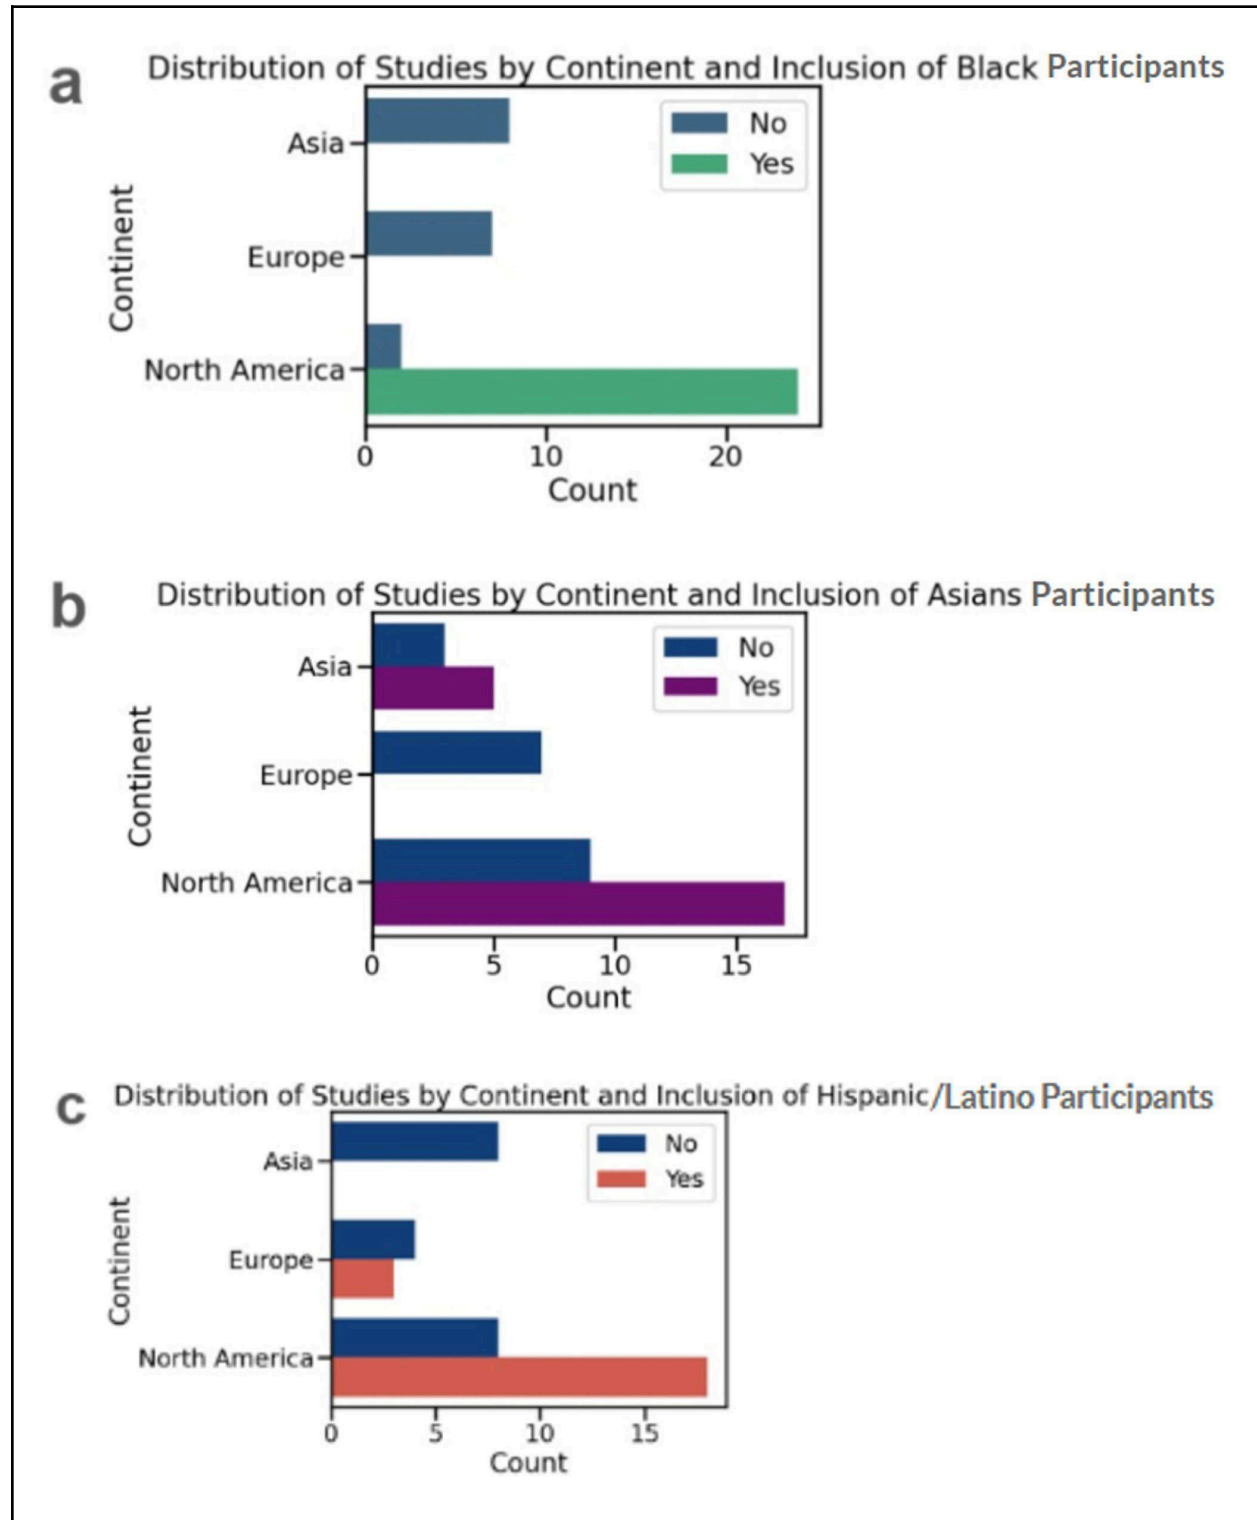 a
Distribution of Studies by Continent and Inclusion of Black Participants
No
Yes
Continent
Asia
Europe
North America
0 10 20
Count
b
Distribution of Studies by Continent and Inclusion of Asians Participants
No
Yes
Continent
Asia
Europe
North America
0 5 10 15
Count
c
Distribution of Studies by Continent and Inclusion of Hispanic/Latino Participants
No
Yes
Continent
Asia
Europe
North America
0 5 10 15
Count